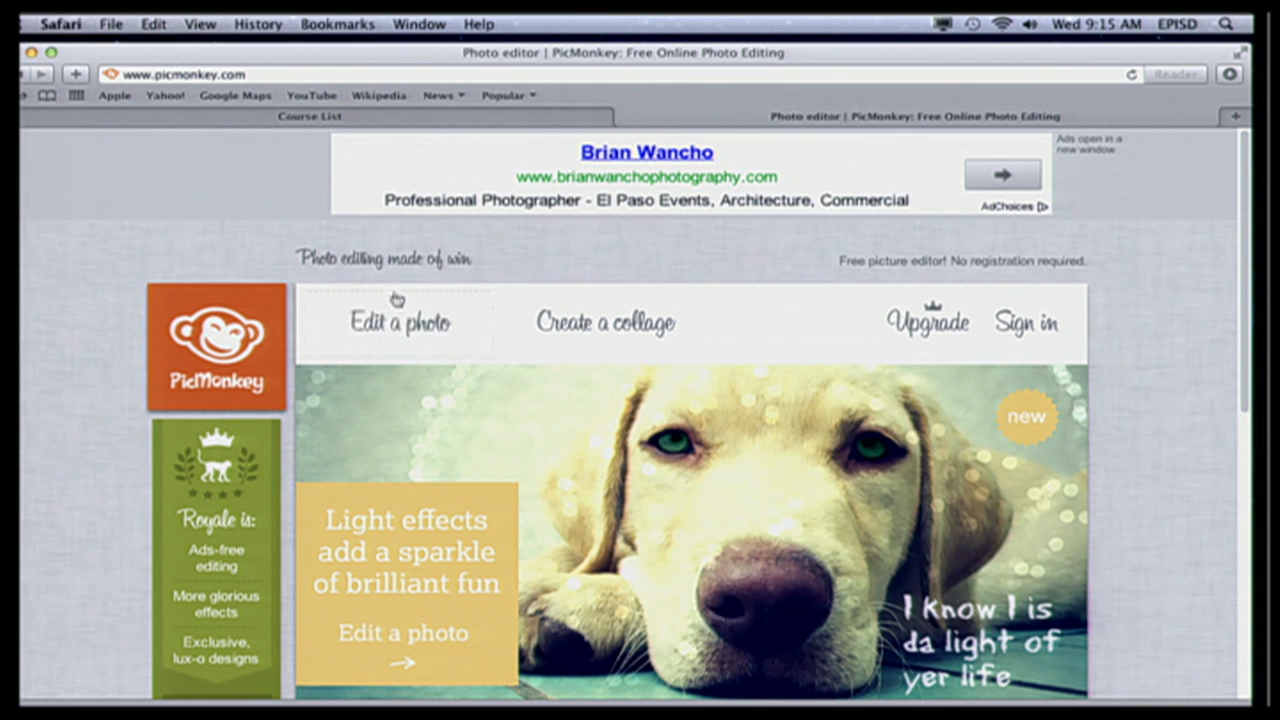 Safari File Edit View History Bookmarks Window Help Wed 9:15 AM EPISD
Photo editor | PicMonkey: Free Online Photo Editing
www.picmonkey.com Reader
Apple Yahoo! Google Maps YouTube Wikipedia News Popular
Course List Photo editor | PicMonkey: Free Online Photo Editing
Brian Wancho
www.brianwanchophotography.com
Professional Photographer - El Paso Events, Architecture, Commercial
AdChoices
Ads open in a
new window
Photo editing made of win
Free picture editor! No registration required.
PicMonkey
Edit a photo Create a collage Upgrade Sign in
new
Royale is:
Ads-free
editing
More glorious
effects
Exclusive,
lux-o designs
Light effects
add a sparkle
of brilliant fun
Edit a photo
I know I is
da light of
yer life